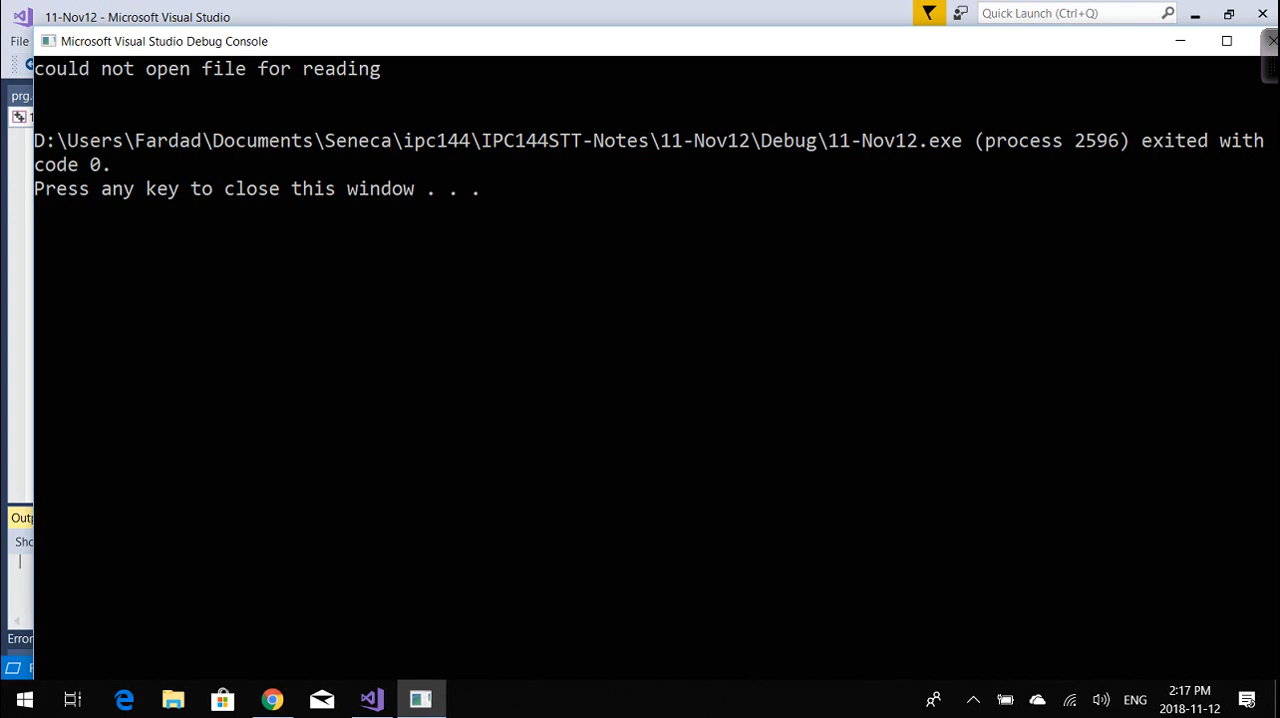 11-Nov12 - Microsoft Visual Studio
Quick Launch (Ctrl+Q)
File
Microsoft Visual Studio Debug Console
prg.
could not open file for reading
D:\Users\Fardad\Documents\Seneca\ipc144\IPC144STT-Notes\11-Nov12\Debug\11-Nov12.exe (process 2596) exited with
code 0.
Press any key to close this window . . .
Outp
Sho
Error
ENG
2:17 PM
2018-11-12